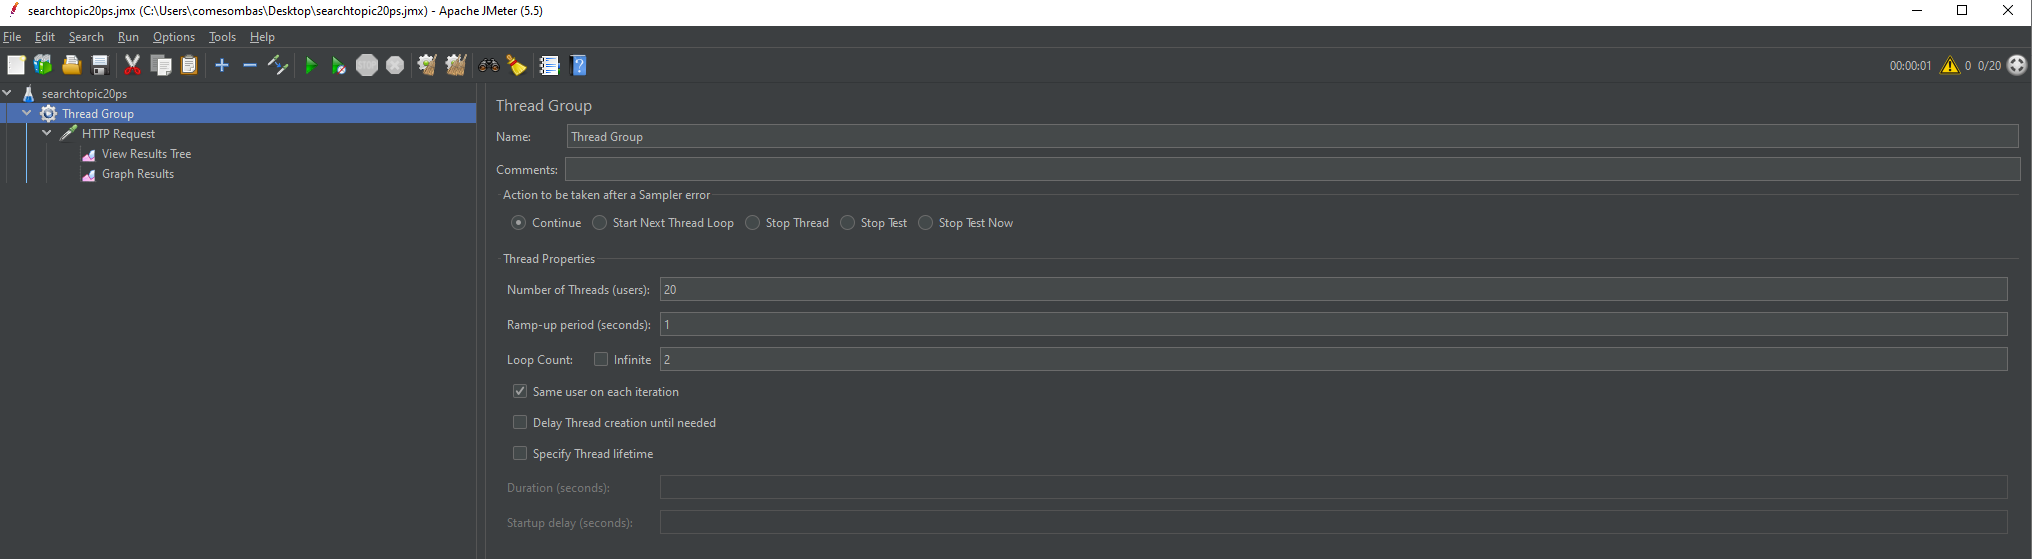 searchtopic20ps.jmx (C:\Users\comesombas\Desktop\searchtopic20ps.jmx) - Apache JMeter (5.5)
File Edit Search Run Options Tools Help
STOP 00:00:01 0 0/20
searchtopic20ps
Thread Group
HTTP Request
View Results Tree
Graph Results
Thread Group
Name: Thread Group
Comments:
Action to be taken after a Sampler error
Continue Start Next Thread Loop Stop Thread Stop Test Stop Test Now
Thread Properties
Number of Threads (users): 20
Ramp-up period (seconds): 1
Loop Count: Infinite 2
Same user on each iteration
Delay Thread creation until needed
Specify Thread lifetime
Duration (seconds):
Startup delay (seconds):